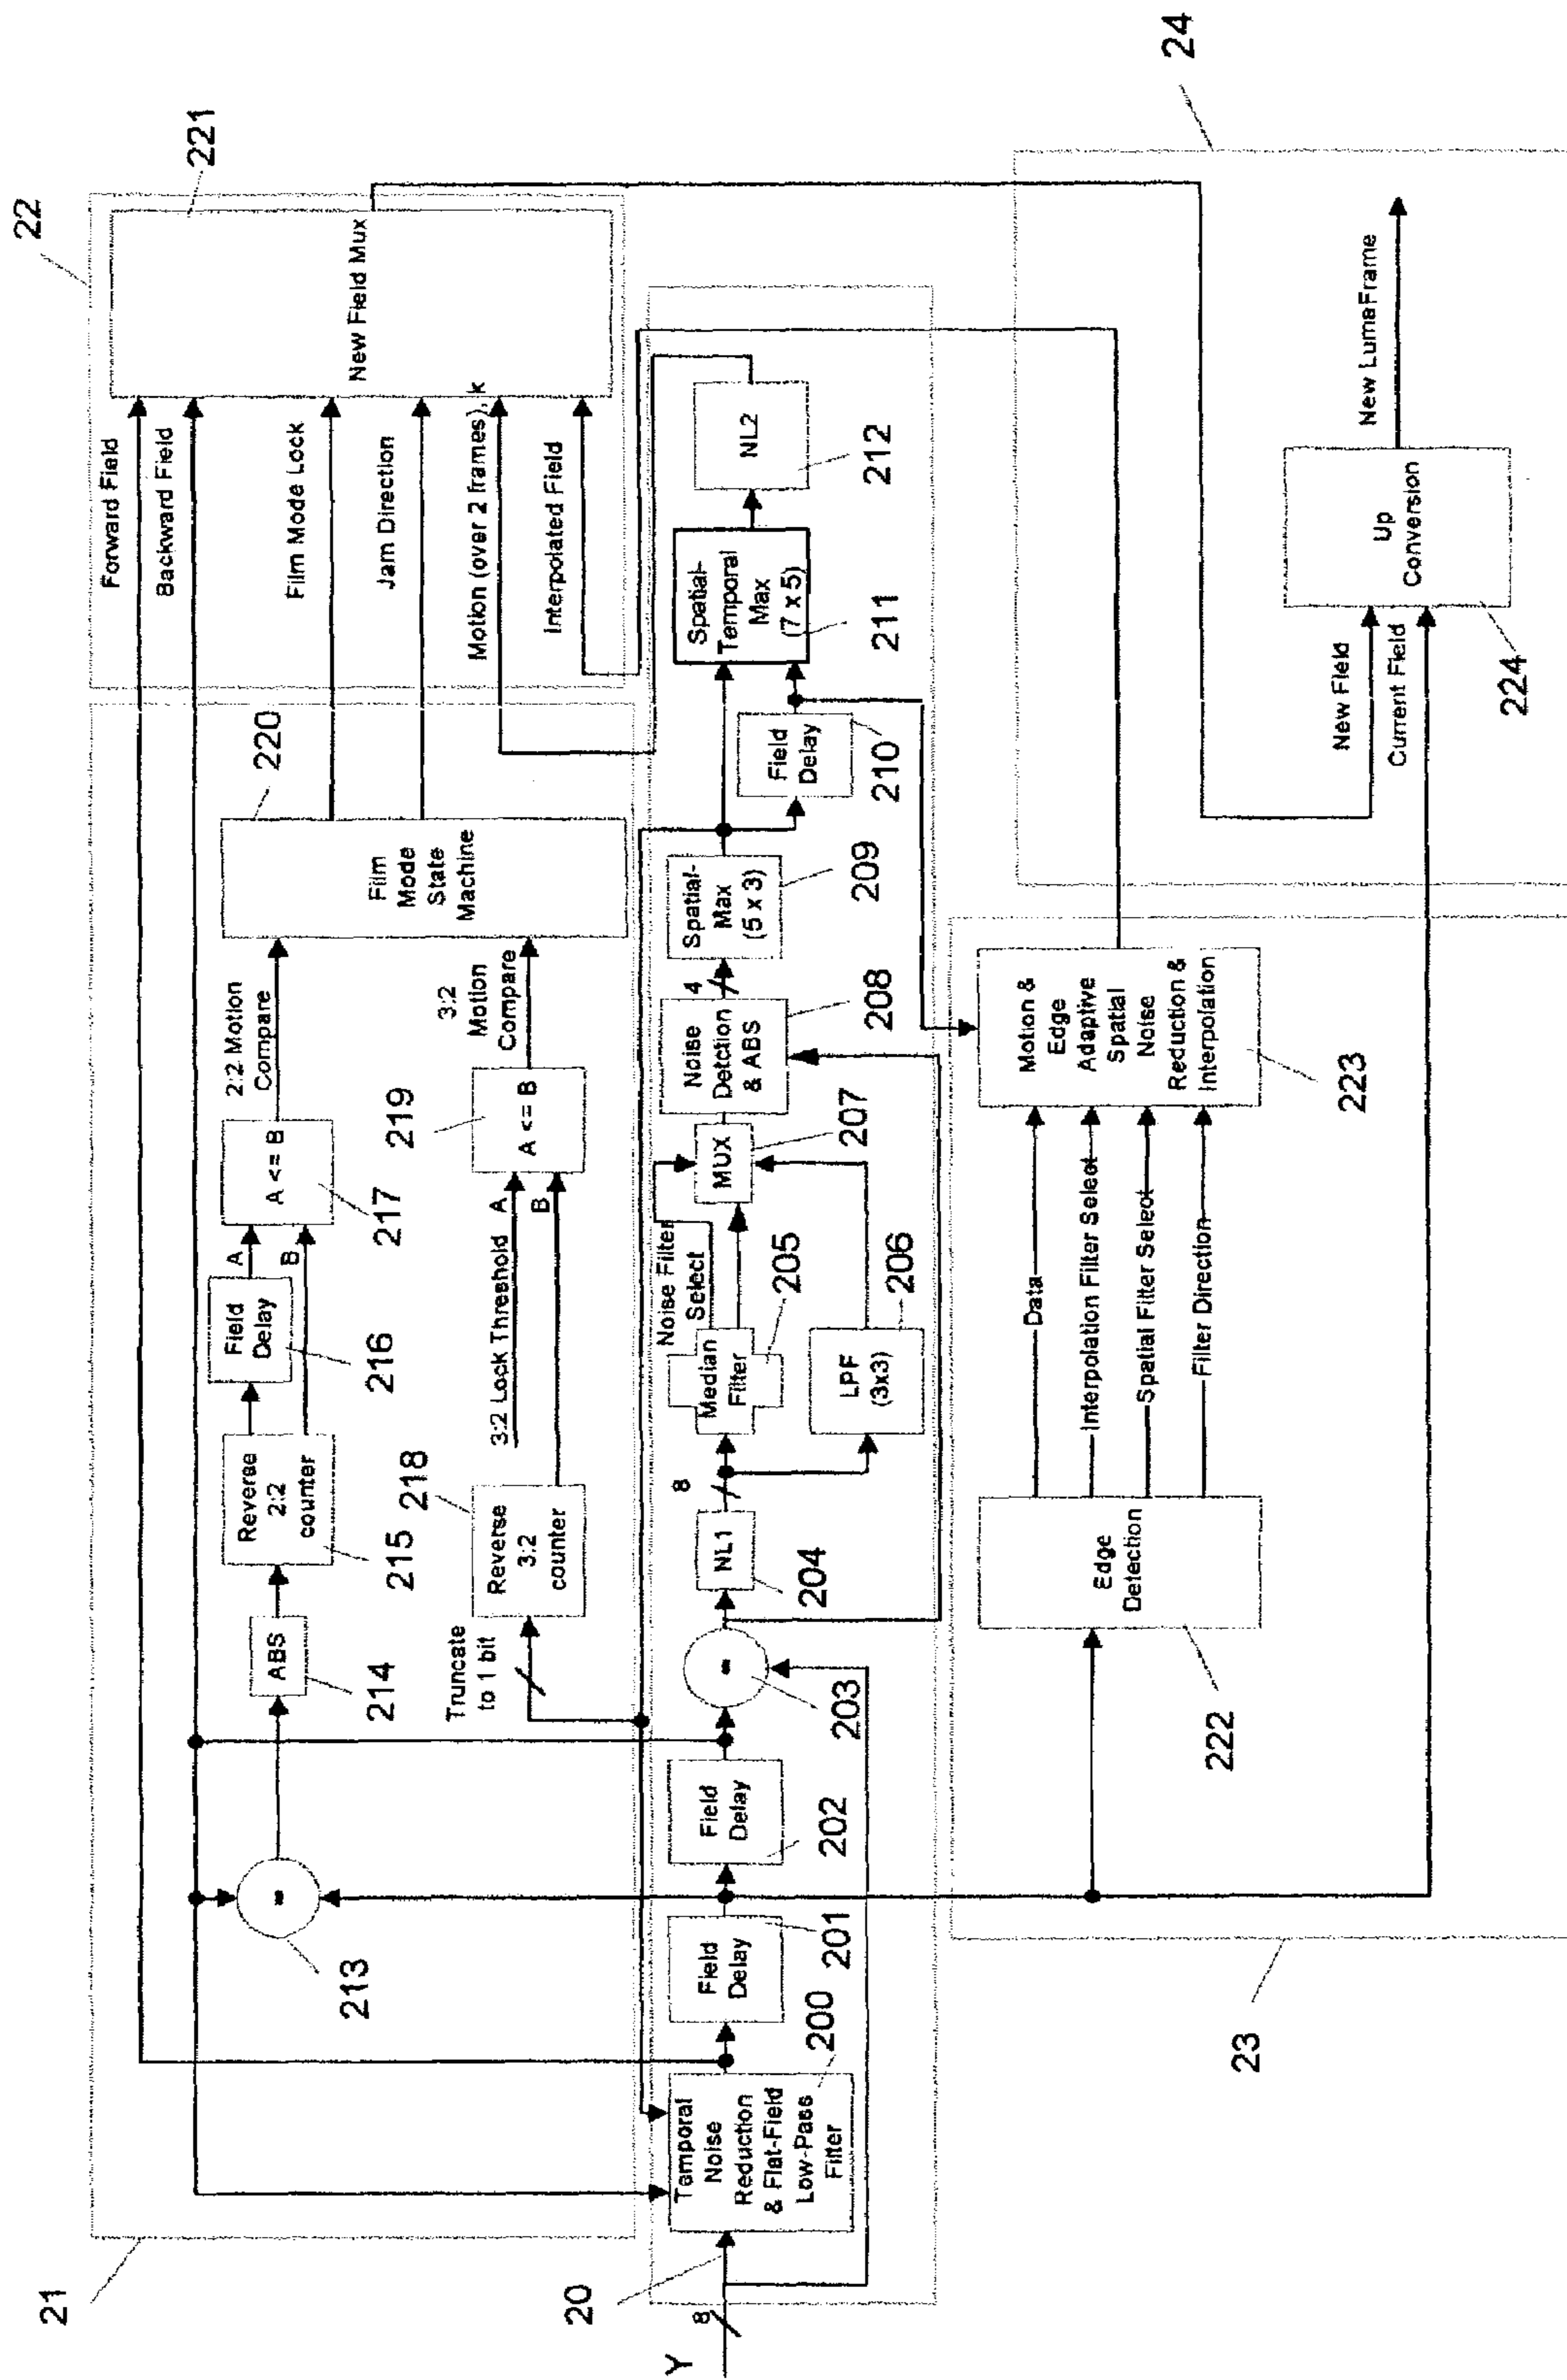 22
221
New Field Mux
Forward Field
Backward Field
Film Mode Lock
Jam Direction
Motion (over 2 frames), k
Interpolated Field
21
220
Film
Mode
State
Machine
2:2 Motion
Compare
3:2
Motion
Compare
A <= B
217
A
B
Field
Delay
216
Reverse
2:2
counter
215
ABS
214
213
A <= B
219
3:2 Lock Threshold
A
B
218
Reverse
3:2
counter
Truncate
to 1 bit
Y
8
20
Temporal
Noise
Reduction
& Flat-Field
Low-Pass
Filter
200
Field
Delay
201
Field
Delay
202
203
NL1
204
8
Median
Filter
205
Noise Filter
Select
LPF
(3x3)
206
MUX
207
Noise
Detction
& ABS
208
4
Spatial-
Max
(5 x 3)
209
Field
Delay
210
Spatial-
Temporal
Max
(7 x 5)
211
NL2
212
23
Edge
Detection
222
Data
Interpolation Filter Select
Spatial Filter Select
Filter Direction
Motion &
Edge
Adaptive
Spatial
Noise
Reduction &
Interpolation
223
24
New Field
Current Field
Up
Conversion
224
New LumaFrame